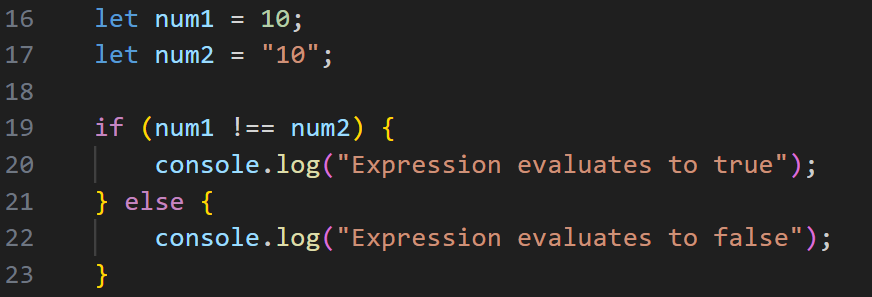 16 let num1 = 10;
17 let num2 = "10";
18
19 if (num1 !== num2) {
20 console.log("Expression evaluates to true");
21 } else {
22 console.log("Expression evaluates to false");
23 }